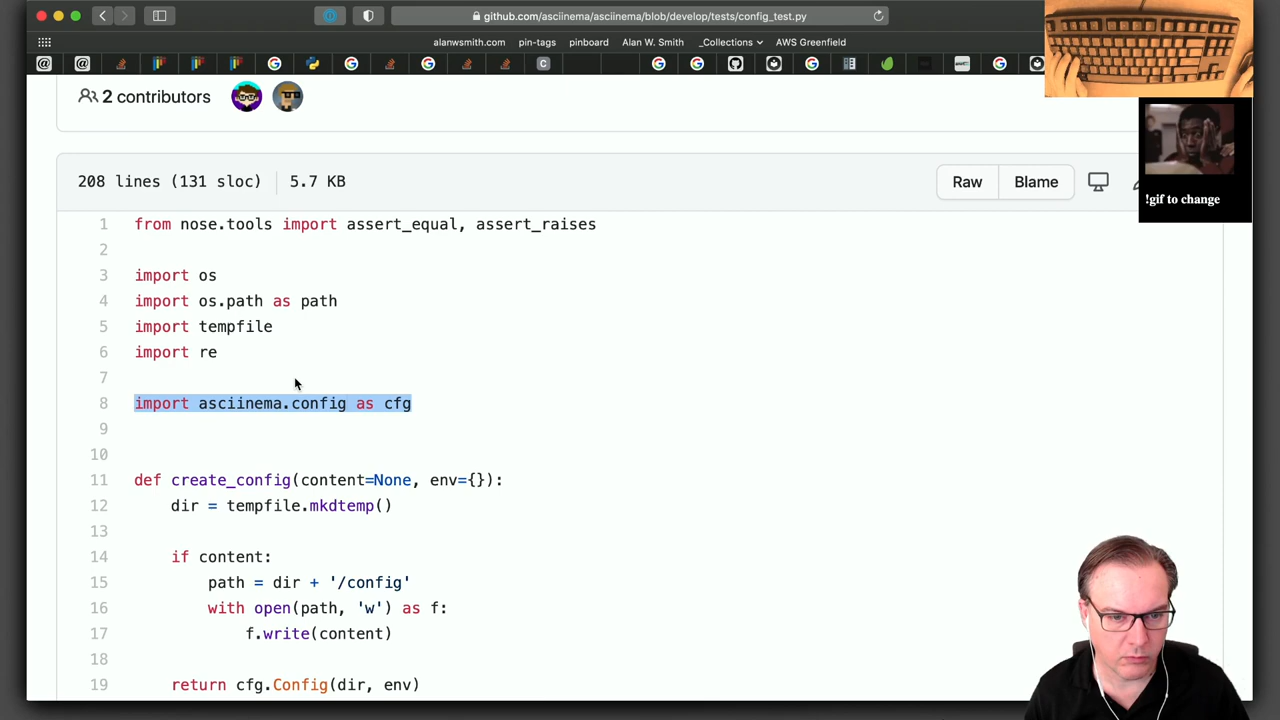 github.com/asciinema/asciinema/blob/develop/tests/config_test.py
alanwsmith.com pin-tags pinboard Alan W. Smith _Collections AWS Greenfield
2 contributors
208 lines (131 sloc) 5.7 KB
Raw Blame
!gif to change
1 from nose.tools import assert_equal, assert_raises
2
3 import os
4 import os.path as path
5 import tempfile
6 import re
7
8 import asciinema.config as cfg
9
10
11 def create_config(content=None, env={}):
12 dir = tempfile.mkdtemp()
13
14 if content:
15 path = dir + '/config'
16 with open(path, 'w') as f:
17 f.write(content)
18
19 return cfg.Config(dir, env)